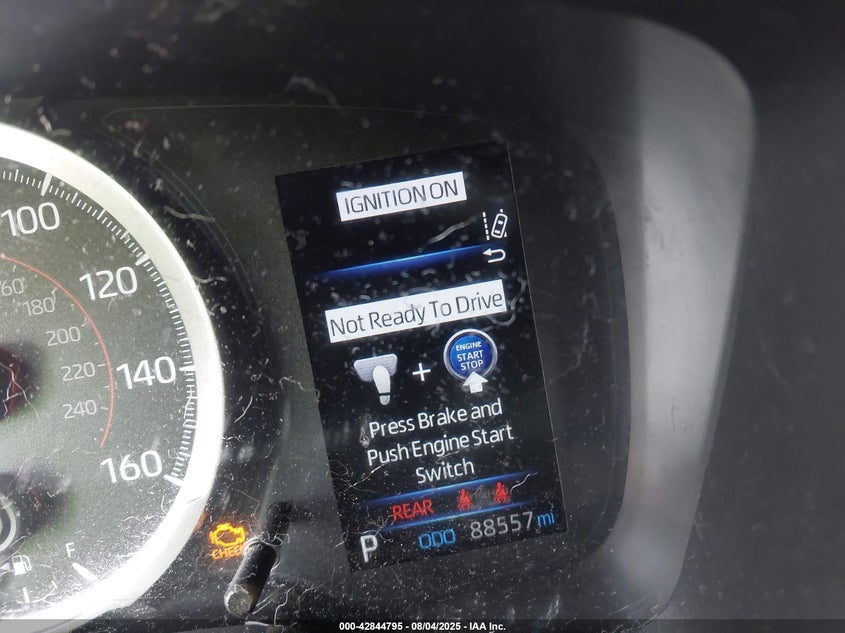 100
120
140
160
160
180
200
220
240
F
CHECK
IGNITION ON
Not Ready To Drive
ENGINE
START
STOP
+
Press Brake and
Push Engine Start
Switch
REAR
P ODO 88557 mi
000-42844795 - 08/04/2025 - IAA Inc.